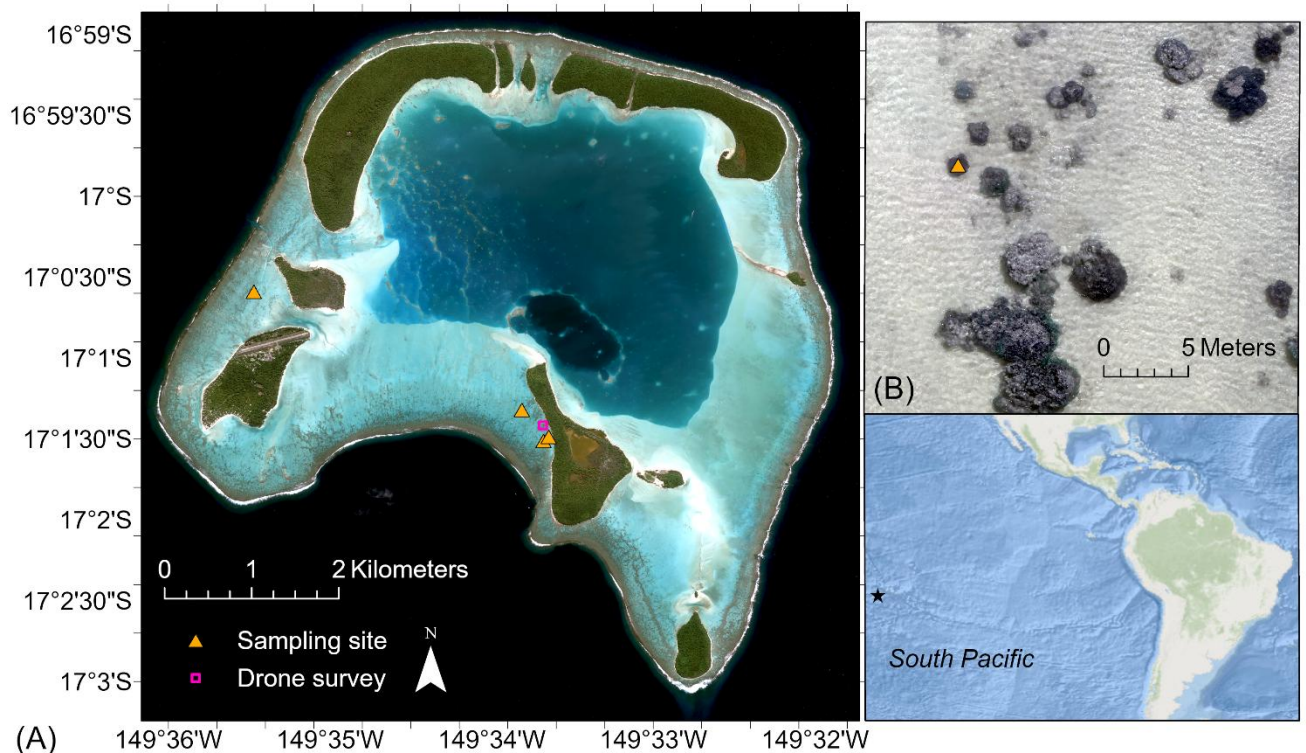 16°59'S
16°59'30"S
17°S
17°0'30"S
17°1'S
17°1'30"S
17°2'S
17°2'30"S
17°3'S
0 1 2 Kilometers
Sampling site
Drone survey
N
(A)
149°36'W 149°35'W 149°34'W 149°33'W 149°32'W
0 5 Meters
(B)
South Pacific